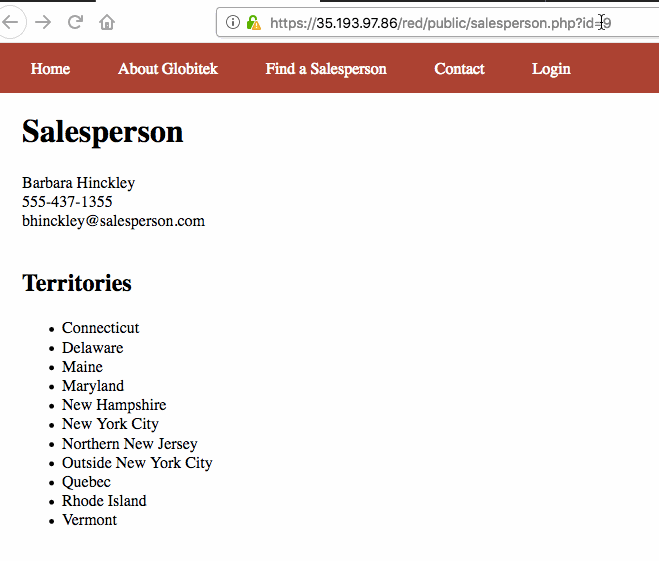 https://35.193.97.86/red/public/salesperson.php?id=9
Home About Globitek Find a Salesperson Contact Login
Salesperson
Barbara Hinckley
555-437-1355
bhinckley@salesperson.com
Territories
• Connecticut
• Delaware
• Maine
• Maryland
• New Hampshire
• New York City
• Northern New Jersey
• Outside New York City
• Quebec
• Rhode Island
• Vermont